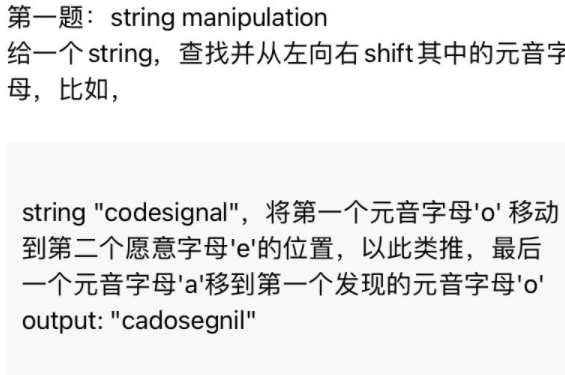 第一题：string manipulation
给一个string，查找并从左向右shift其中的元音字
母，比如，
string "codesignal"，将第一个元音字母'o' 移动
到第二个愿意字母'e'的位置，以此类推，最后
一个元音字母'a'移到第一个发现的元音字母'o'
output: "cadosegnil"